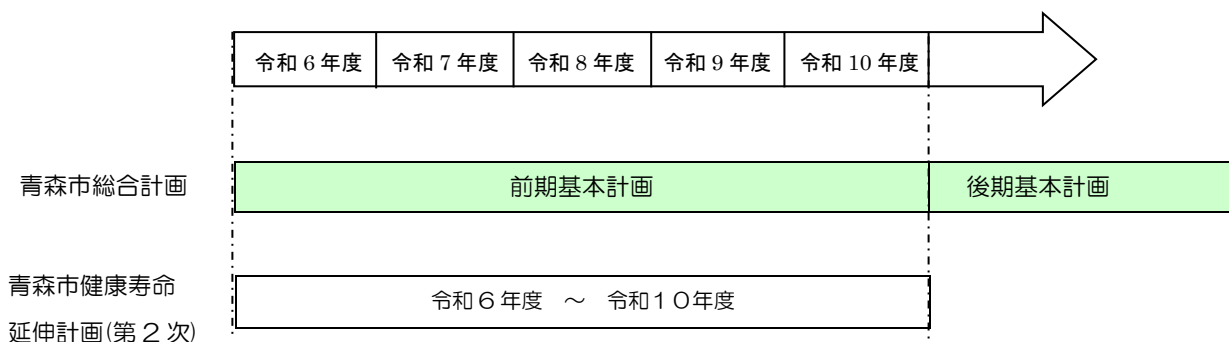 令和6年度 令和7年度 令和8年度 令和9年度 令和10年度
青森市総合計画 前期基本計画 後期基本計画
青森市健康寿命
延伸計画(第2次)
令和6年度 ～ 令和10年度